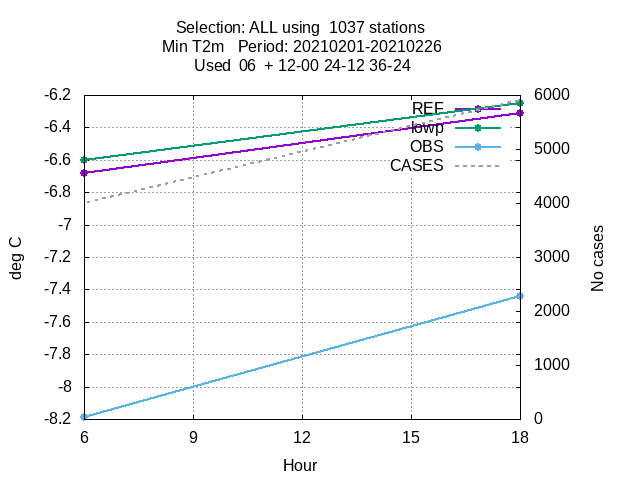 Selection: ALL using  1037 stations
Min T2m   Period: 20210201-20210226
Used  06  + 12-00 24-12 36-24
-6.2
-6.4
-6.6
-6.8
-7
-7.2
-7.4
-7.6
-7.8
-8
-8.2
deg C
6000
5000
4000
3000
2000
1000
0
No cases
REF
lowp
OBS
CASES
6 9 12 15 18
Hour